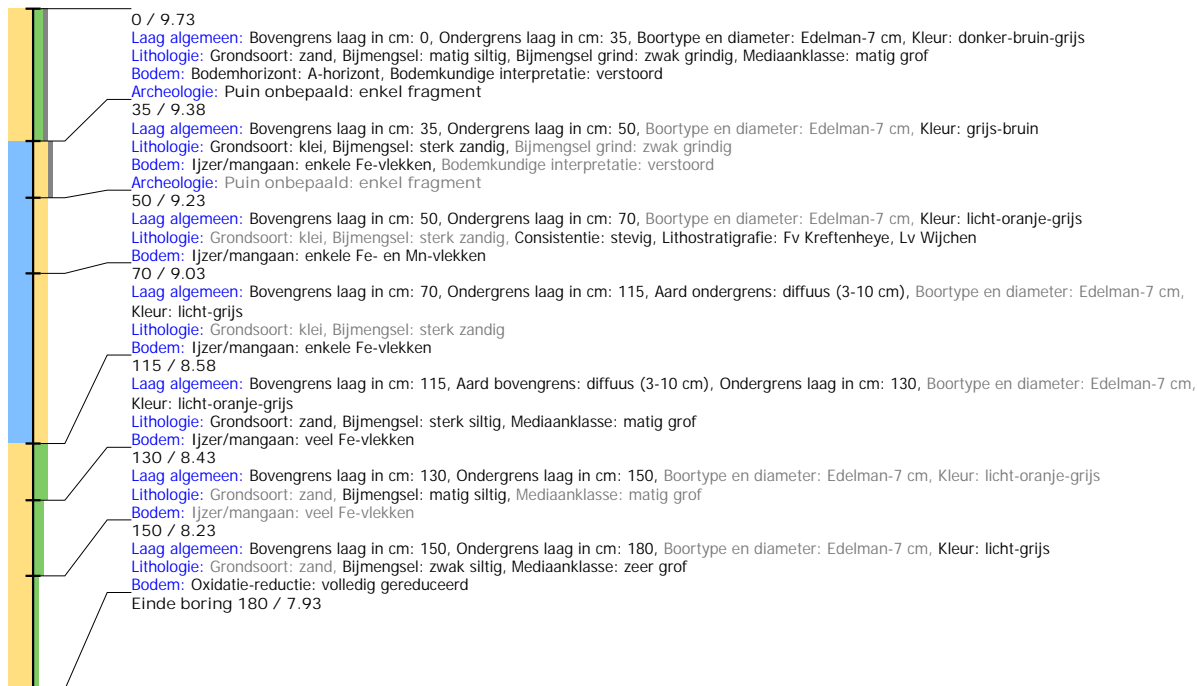 0 / 9.73
Laag algemeen: Bovengrens laag in cm: 0, Ondergrens laag in cm: 35, Boortype en diameter: Edelman-7 cm, Kleur: donker-bruin-grijs
Lithologie: Grondsoort: zand, Bijmengsel: matig siltig, Bijmengsel grind: zwak grindig, Mediaanklasse: matig grof
Bodem: Bodemhorizont: A-horizont, Bodemkundige interpretatie: verstoord
Archeologie: Puin onbepaald: enkel fragment
35 / 9.38
Laag algemeen: Bovengrens laag in cm: 35, Ondergrens laag in cm: 50, Boortype en diameter: Edelman-7 cm, Kleur: grijs-bruin
Lithologie: Grondsoort: klei, Bijmengsel: sterk zandig, Bijmengsel grind: zwak grindig
Bodem: Ijzer/mangaan: enkele Fe-vlekken, Bodemkundige interpretatie: verstoord
Archeologie: Puin onbepaald: enkel fragment
50 / 9.23
Laag algemeen: Bovengrens laag in cm: 50, Ondergrens laag in cm: 70, Boortype en diameter: Edelman-7 cm, Kleur: licht-oranje-grijs
Lithologie: Grondsoort: klei, Bijmengsel: sterk zandig, Consistentie: stevig, Lithostratigrafie: Fv Kreftenheye, Lv Wijchen
Bodem: Ijzer/mangaan: enkele Fe- en Mn-vlekken
70 / 9.03
Laag algemeen: Bovengrens laag in cm: 70, Ondergrens laag in cm: 115, Aard ondergrens: diffuus (3-10 cm), Boortype en diameter: Edelman-7 cm,
Kleur: licht-grijs
Lithologie: Grondsoort: klei, Bijmengsel: sterk zandig
Bodem: Ijzer/mangaan: enkele Fe-vlekken
115 / 8.58
Laag algemeen: Bovengrens laag in cm: 115, Aard bovengrens: diffuus (3-10 cm), Ondergrens laag in cm: 130, Boortype en diameter: Edelman-7 cm,
Kleur: licht-oranje-grijs
Lithologie: Grondsoort: zand, Bijmengsel: sterk siltig, Mediaanklasse: matig grof
Bodem: Ijzer/mangaan: veel Fe-vlekken
130 / 8.43
Laag algemeen: Bovengrens laag in cm: 130, Ondergrens laag in cm: 150, Boortype en diameter: Edelman-7 cm, Kleur: licht-oranje-grijs
Lithologie: Grondsoort: zand, Bijmengsel: matig siltig, Mediaanklasse: matig grof
Bodem: Ijzer/mangaan: veel Fe-vlekken
150 / 8.23
Laag algemeen: Bovengrens laag in cm: 150, Ondergrens laag in cm: 180, Boortype en diameter: Edelman-7 cm, Kleur: licht-grijs
Lithologie: Grondsoort: zand, Bijmengsel: zwak siltig, Mediaanklasse: zeer grof
Bodem: Oxidatie-reductie: volledig gereduceerd
Einde boring 180 / 7.93